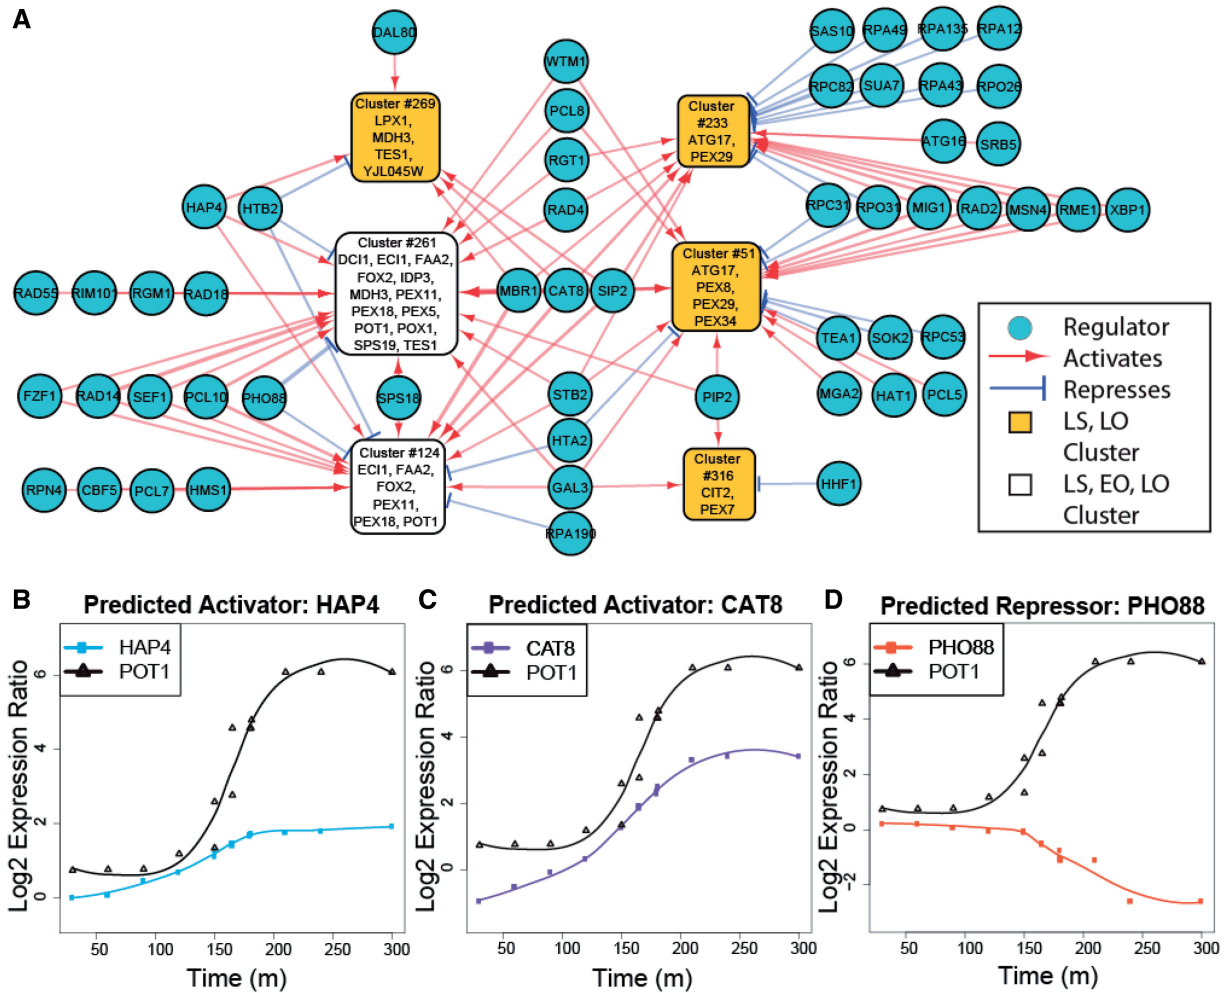 A
DAL80
WTM1
SAS10
RPA49
RPA135
RPA12
Cluster #269
LPX1,
MDH3,
TES1,
YJL045W
PCL8
Cluster
#233
ATG17,
PEX29
RPC82
SUA7
RPA43
RPO26
RGT1
ATG16
SRB5
HAP4
HTB2
RAD4
RPC31
RPO31
MIG1
RAD2
MSN4
RME1
XBP1
Cluster #261
DCI1, ECI1, FAA2,
FOX2, IDP3,
MDH3, PEX11,
PEX18, PEX5,
POT1, POX1,
SPS19, TES1
Cluster #51
ATG17,
PEX8,
PEX29,
PEX34
RAD55
RIM101
RGM1
RAD18
MBR1
CAT8
SIP2
TEA1
SOK2
RPC53
FZF1
RAD14
SEF1
PCL10
PHO88
SPS18
STB2
PIP2
MGA2
HAT1
PCL5
HTA2
Cluster #124
ECI1, FAA2,
FOX2,
PEX11,
PEX18, POT1
Cluster
#316
CIT2,
PEX7
RPN4
CBF5
PCL7
HMS1
GAL3
HHF1
RPA190
Regulator
Activates
Represses
LS, LO
Cluster
LS, EO, LO
Cluster
B
Predicted Activator: HAP4
HAP4
POT1
Log2 Expression Ratio
6
4
2
0
50 100 150 200 250 300
Time (m)
C
Predicted Activator: CAT8
CAT8
POT1
Log2 Expression Ratio
6
4
2
0
50 100 150 200 250 300
Time (m)
D
Predicted Repressor: PHO88
PHO88
POT1
Log2 Expression Ratio
6
4
2
0
-2
50 100 150 200 250 300
Time (m)